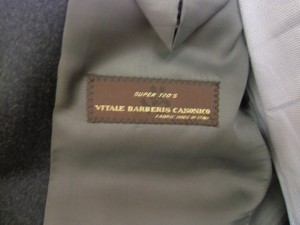 SUPER 120'S
VITALE BARBERIS CANONICO
FABRIC MADE IN ITALY